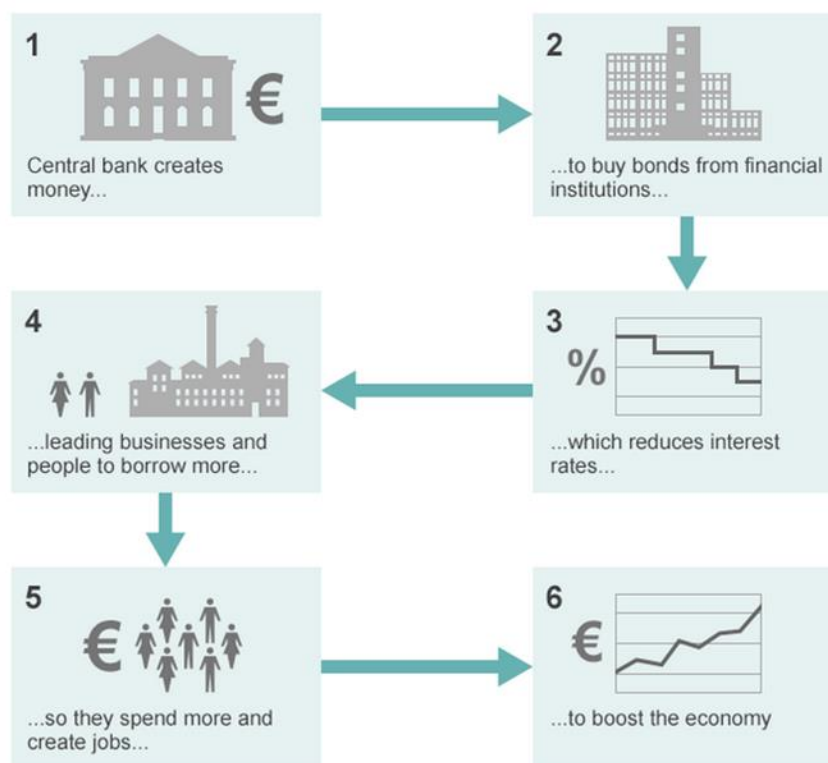 1
€
Central bank creates
money...
2
...to buy bonds from financial
institutions...
3
%
...which reduces interest
rates...
4
...leading businesses and
people to borrow more...
5
€
...so they spend more and
create jobs...
6
€
...to boost the economy